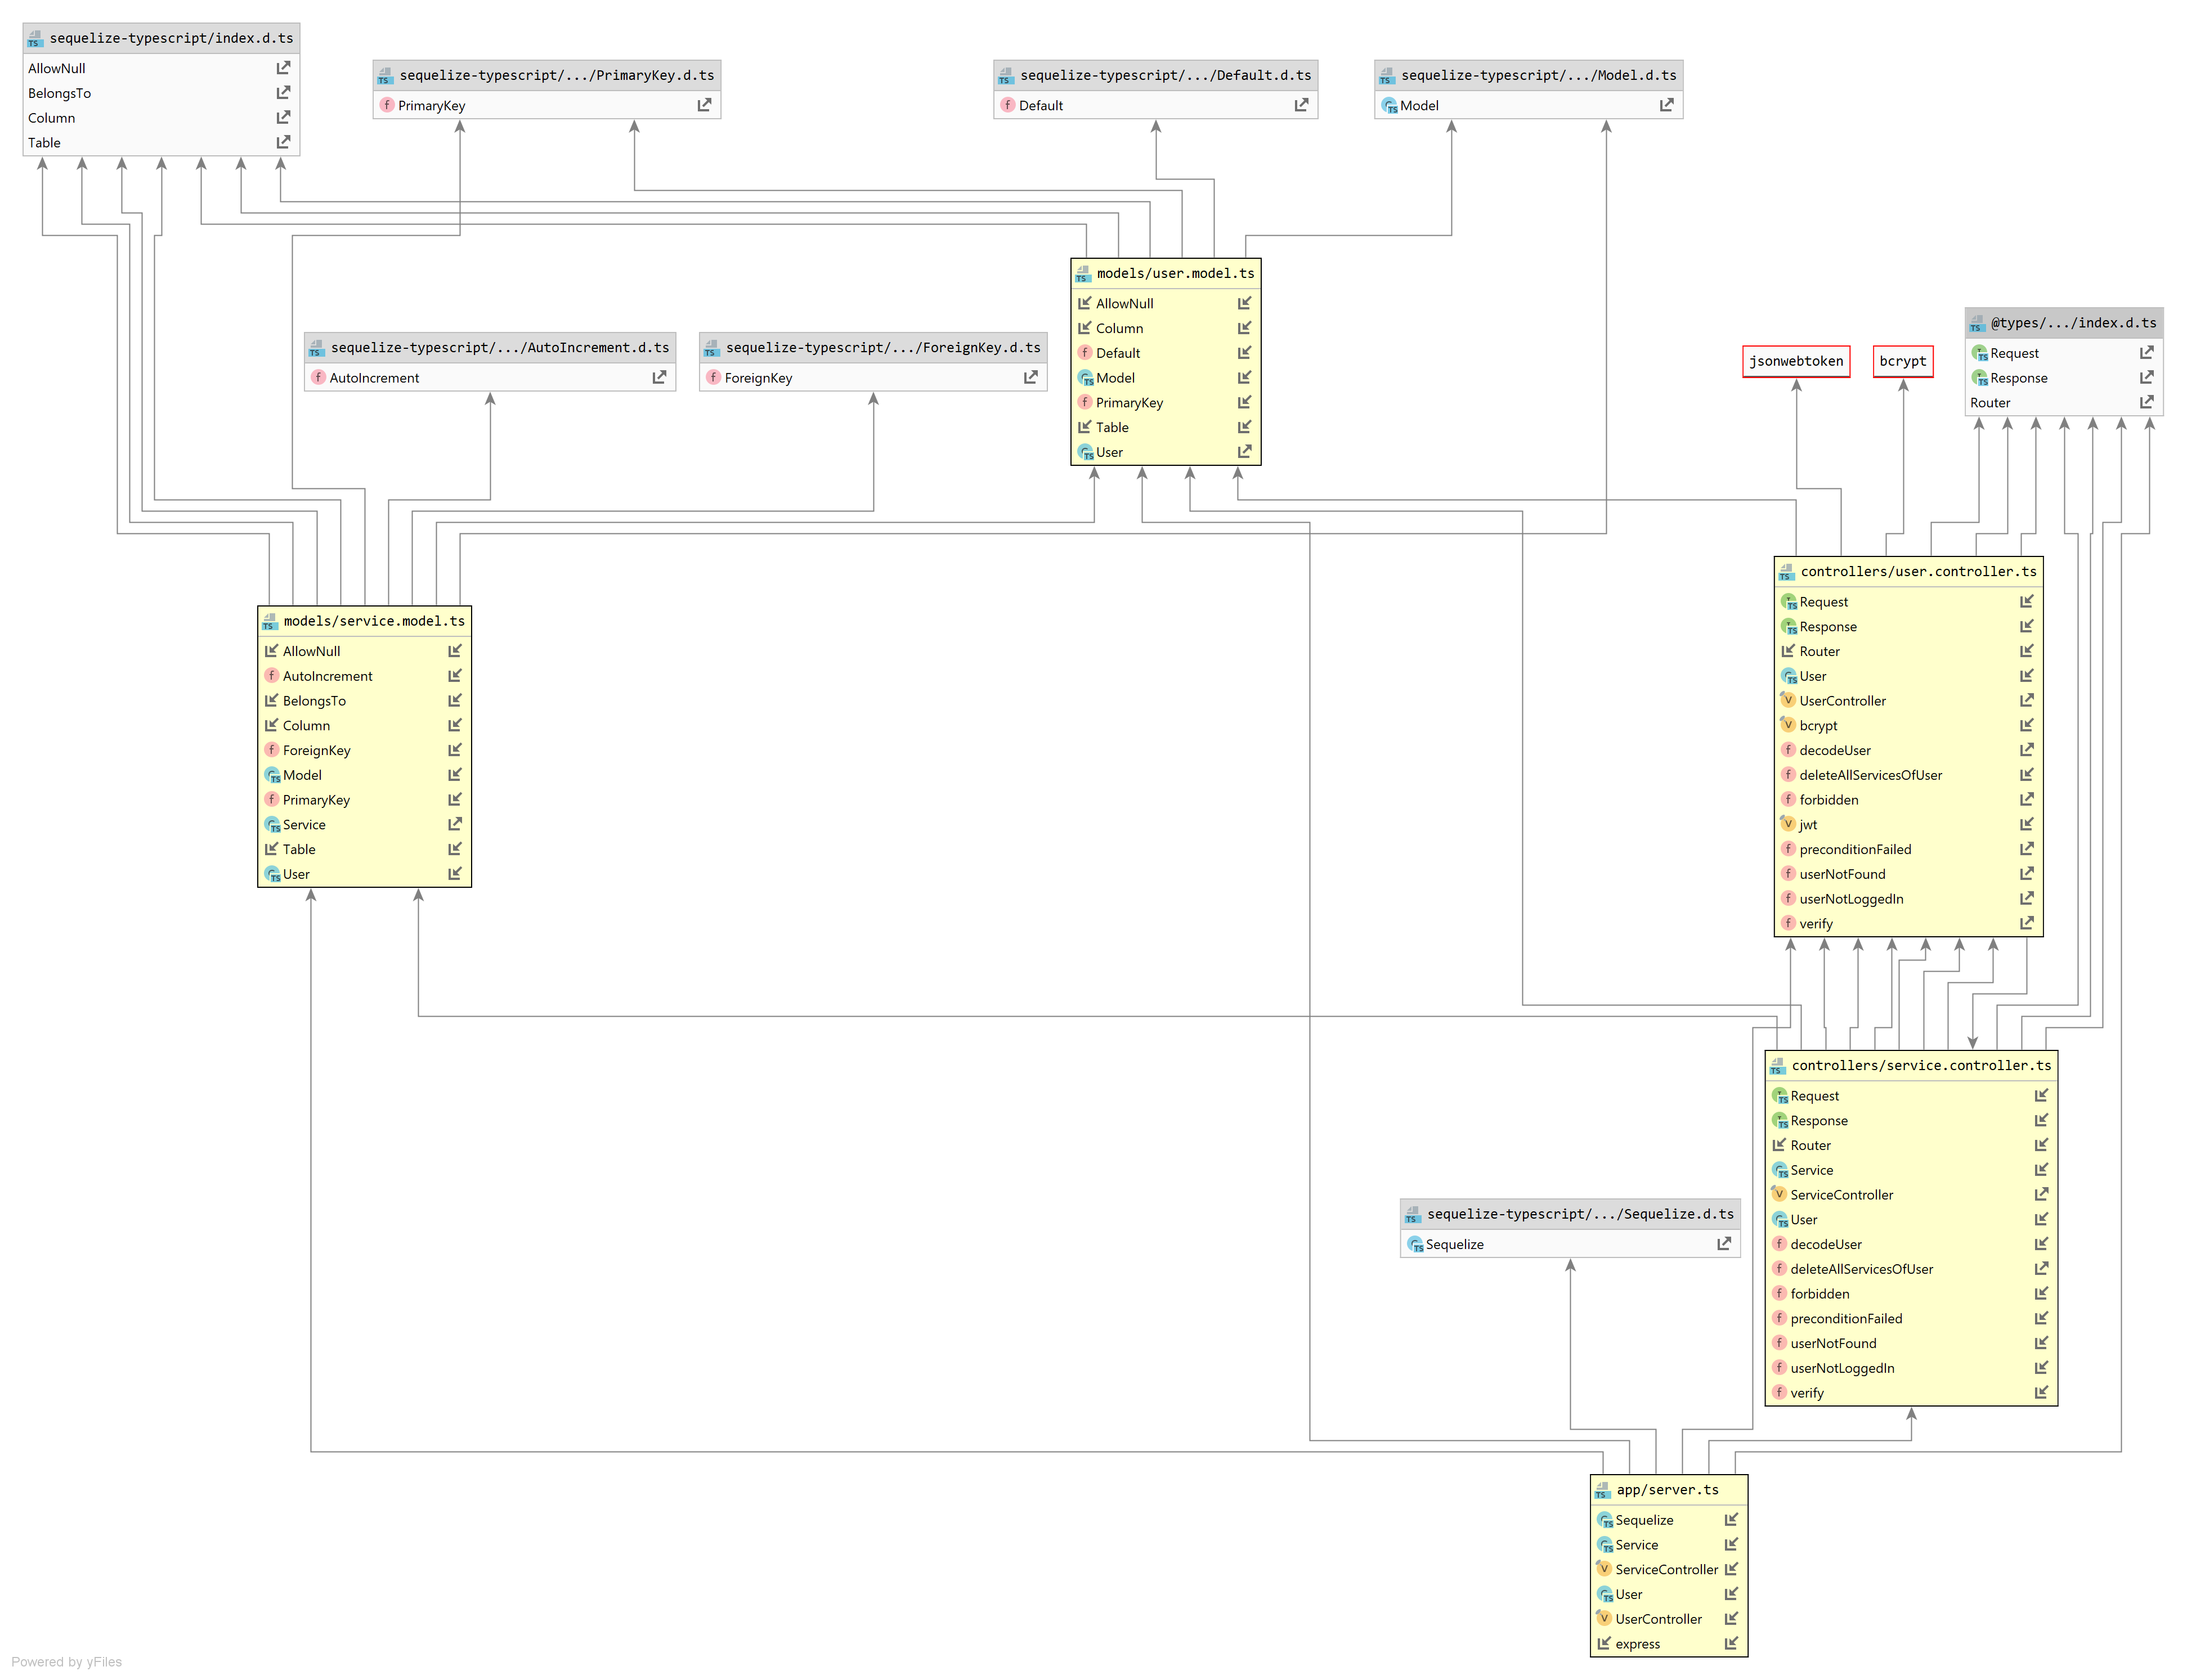 sequelize-typescript/index.d.ts
AllowNull
BelongsTo
Column
Table
sequelize-typescript/.../PrimaryKey.d.ts
PrimaryKey
sequelize-typescript/.../Default.d.ts
Default
sequelize-typescript/.../Model.d.ts
Model
models/user.model.ts
AllowNull
Column
Default
Model
PrimaryKey
Table
User
@types/.../index.d.ts
Request
Response
Router
sequelize-typescript/.../AutoIncrement.d.ts
AutoIncrement
sequelize-typescript/.../ForeignKey.d.ts
ForeignKey
jsonwebtoken
bcrypt
controllers/user.controller.ts
Request
Response
Router
User
UserController
bcrypt
decodeUser
deleteAllServicesOfUser
forbidden
jwt
preconditionFailed
userNotFound
userNotLoggedIn
verify
models/service.model.ts
AllowNull
AutoIncrement
BelongsTo
Column
ForeignKey
Model
PrimaryKey
Service
Table
User
controllers/service.controller.ts
Request
Response
Router
Service
ServiceController
User
decodeUser
deleteAllServicesOfUser
forbidden
preconditionFailed
userNotFound
userNotLoggedIn
verify
sequelize-typescript/.../Sequelize.d.ts
Sequelize
app/server.ts
Sequelize
Service
ServiceController
User
UserController
express
Powered by yFiles